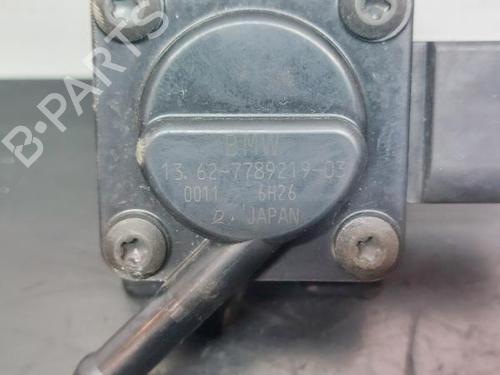 B-PARTS
BMW
13. 62-7789219-03
0011 6H26
JAPAN